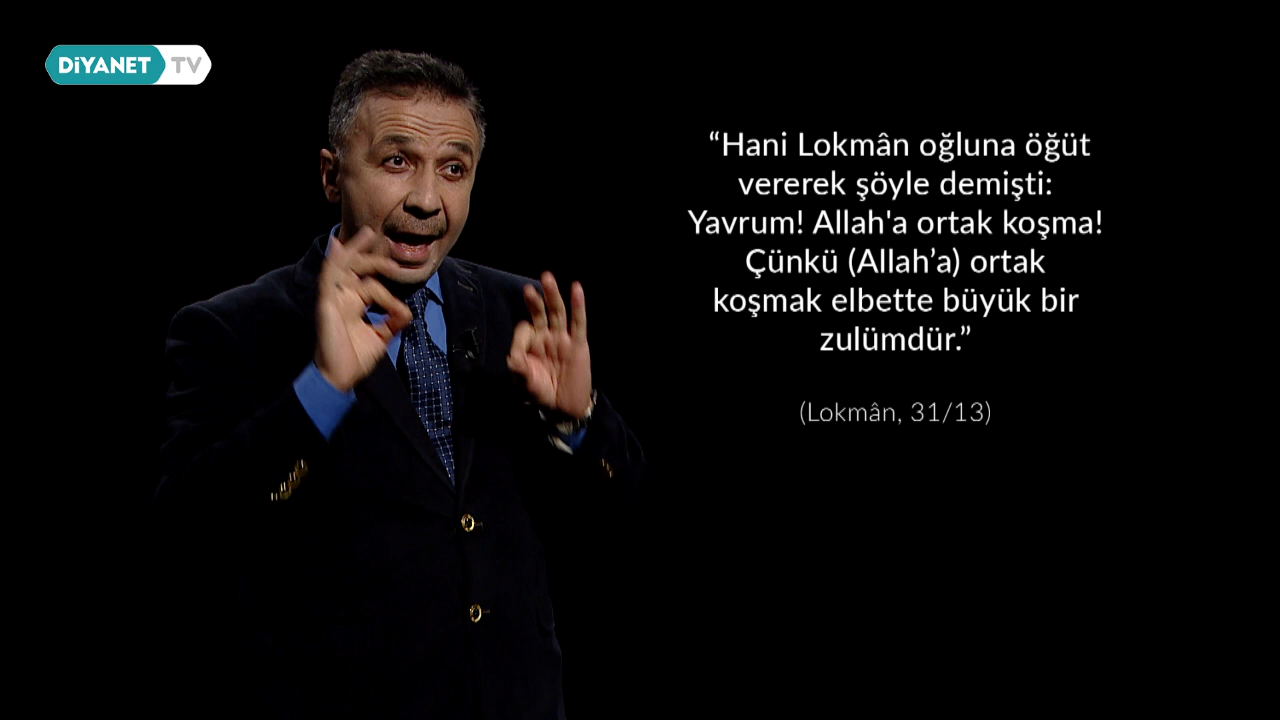 DİYANET TV
“Hani Lokmân oğluna öğüt
vererek şöyle demişti:
Yavrum! Allah'a ortak koşma!
Çünkü (Allah’a) ortak
koşmak elbette büyük bir
zulümdür.”
(Lokmân, 31/13)